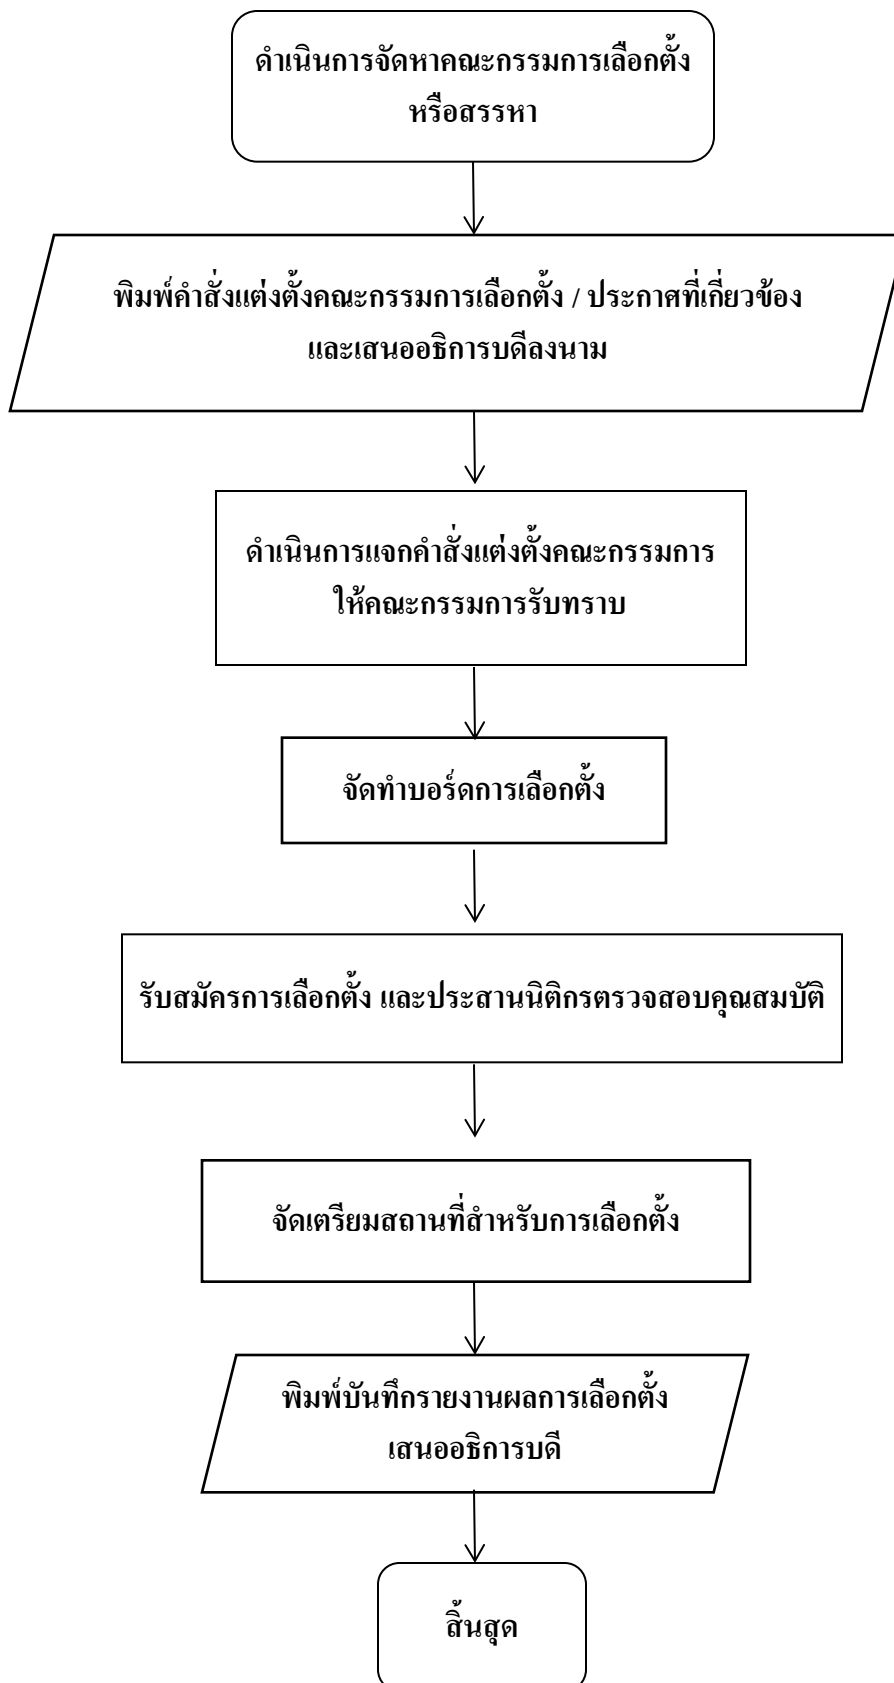 ดำเนินการจัดหาคณะกรรมการเลือกตั้ง
หรือสรรหา
พิมพ์คำสั่งแต่งตั้งคณะกรรมการเลือกตั้ง / ประกาศที่เกี่ยวข้อง
และเสนออธิการบดีลงนาม
ดำเนินการแจกคำสั่งแต่งตั้งคณะกรรมการ
ให้คณะกรรมการรับทราบ
จัดทำบอร์ดการเลือกตั้ง
รับสมัครการเลือกตั้ง และประสานนิติกรตรวจสอบคุณสมบัติ
จัดเตรียมสถานที่สำหรับการเลือกตั้ง
พิมพ์บันทึกรายงานผลการเลือกตั้ง
เสนออธิการบดี
สิ้นสุด